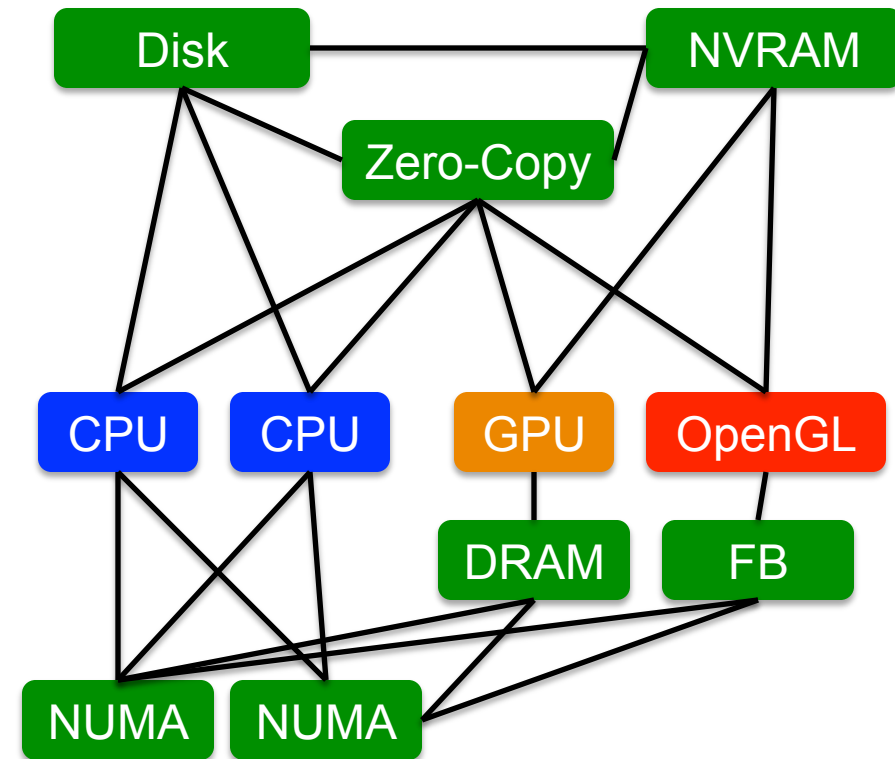 Disk
NVRAM
Zero-Copy
CPU
CPU
GPU
OpenGL
DRAM
FB
NUMA
NUMA